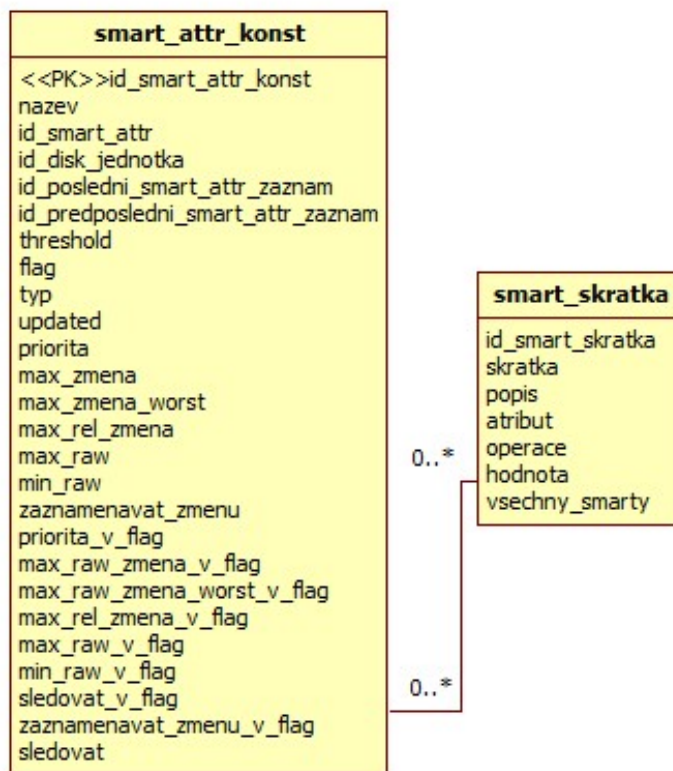 smart_attr_konst
<<PK>>id_smart_attr_konst
nazev
id_smart_attr
id_disk_jednotka
id_posledni_smart_attr_zaznam
id_predposledni_smart_attr_zaznam
threshold
flag
typ
updated
priorita
max_zmena
max_zmena_worst
max_rel_zmena
max_raw
min_raw
zaznamenavat_zmenu
priorita_v_flag
max_raw_zmena_v_flag
max_raw_zmena_worst_v_flag
max_rel_zmena_v_flag
max_raw_v_flag
min_raw_v_flag
sledovat_v_flag
zaznamenavat_zmenu_v_flag
sledovat
0..*
0..*
smart_skratka
id_smart_skratka
skratka
popis
atribut
operace
hodnota
vsechny_smarty